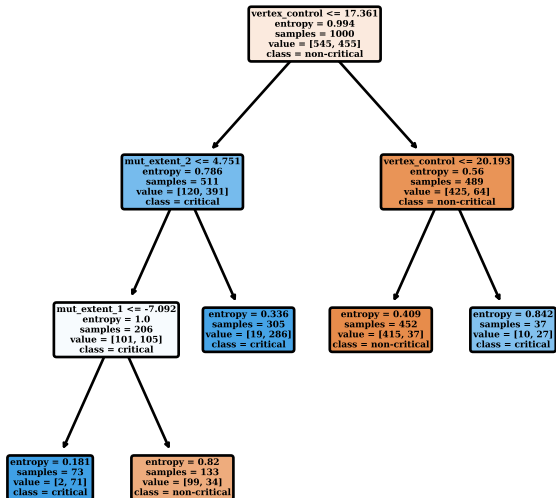 vertex_control <= 17.361
entropy = 0.994
samples = 1000
value = [545, 455]
class = non-critical
mut_extent_2 <= 4.751
entropy = 0.786
samples = 511
value = [120, 391]
class = critical
vertex_control <= 20.193
entropy = 0.56
samples = 489
value = [425, 64]
class = non-critical
mut_extent_1 <= -7.092
entropy = 1.0
samples = 206
value = [101, 105]
class = critical
entropy = 0.336
samples = 305
value = [19, 286]
class = critical
entropy = 0.409
samples = 452
value = [415, 37]
class = non-critical
entropy = 0.842
samples = 37
value = [10, 27]
class = critical
entropy = 0.181
samples = 73
value = [2, 71]
class = critical
entropy = 0.82
samples = 133
value = [99, 34]
class = non-critical